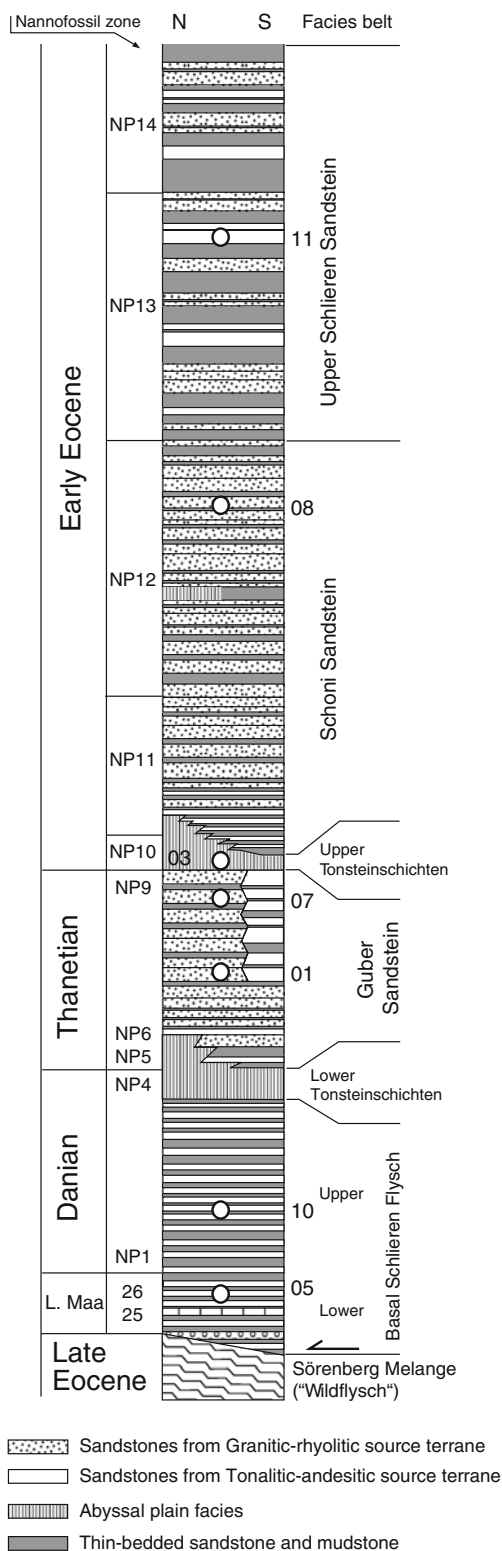 Nannofossil zone
N S
Facies belt
NP14
NP13
NP12
NP11
NP10
NP9
NP6
NP5
NP4
NP1
26
25
Early Eocene
Thanetian
Danian
L. Maa
Late
Eocene
11
08
03
07
01
10
05
Upper Schlieren Sandstein
Schoni Sandstein
Upper
Tonsteinschichten
Guber
Sandstein
Lower
Tonsteinschichten
Upper
Lower
Basal Schlieren Flysch
Sörenberg Melange
("Wildflysch")
Sandstones from Granitic-rhyolitic source terrane
Sandstones from Tonalitic-andesitic source terrane
Abyssal plain facies
Thin-bedded sandstone and mudstone